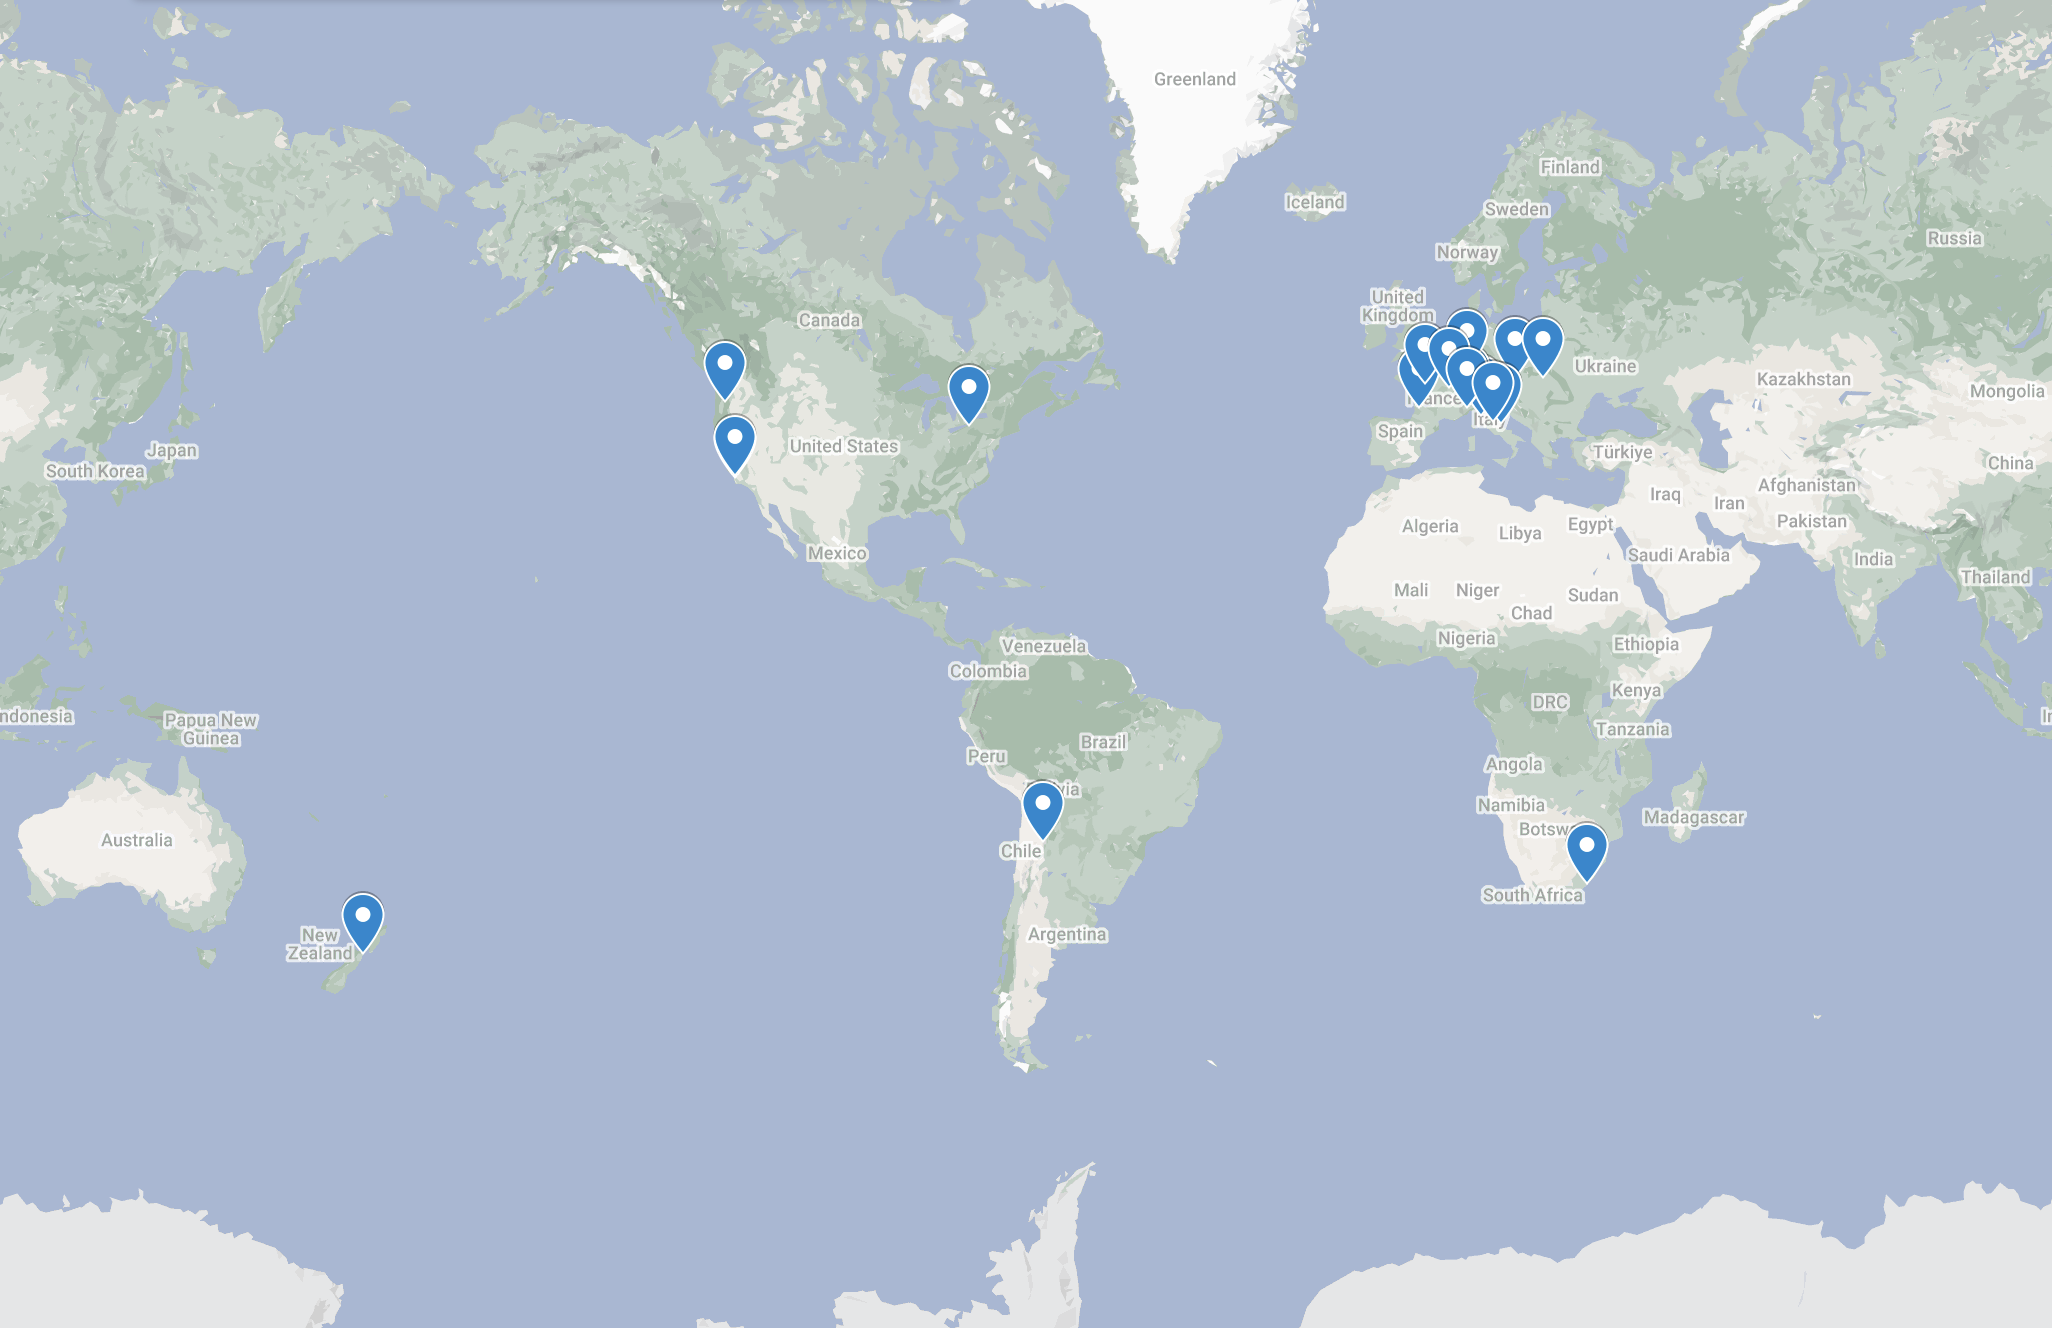 Greenland
Finland
Iceland
Sweden
Russia
Norway
United
Kingdom
Canada
Ukraine
Kazakhstan
Mongolia
Spain
Italy
United States
Japan
Türkiye
South Korea
China
Afghanistan
Iraq
Iran
Pakistan
Algeria
Libya
Egypt
Mexico
Saudi Arabia
India
Thailand
Mali
Niger
Sudan
Chad
Nigeria
Ethiopia
Venezuela
Colombia
Kenya
DRC
ndonesia
Papua New
Guinea
Tanzania
Brazil
Peru
Angola
Namibia
Madagascar
Botsw
Australia
Chile
South Africa
New
Zealand
Argentina